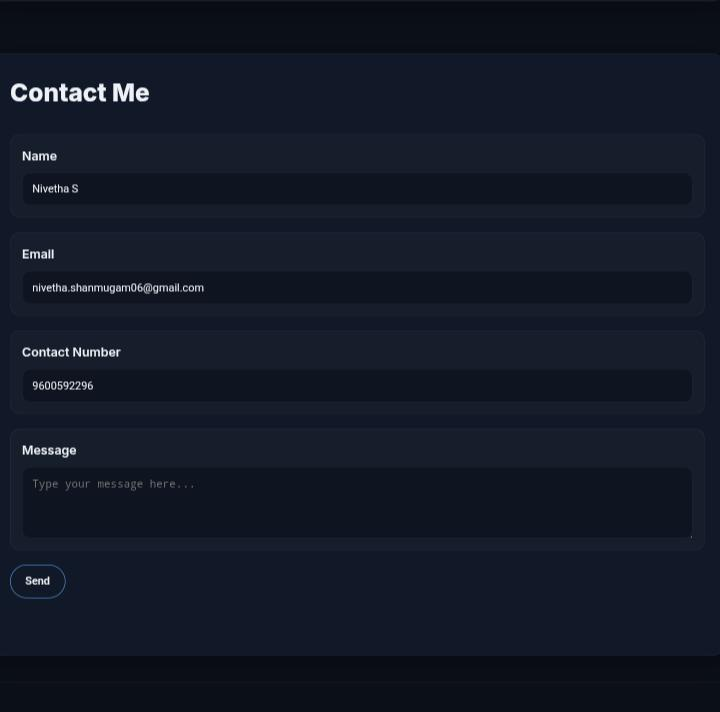 Contact Me
Name
Nivetha S
Email
nivetha.shanmugam06@gmail.com
Contact Number
9600592296
Message
Type your message here...
Send